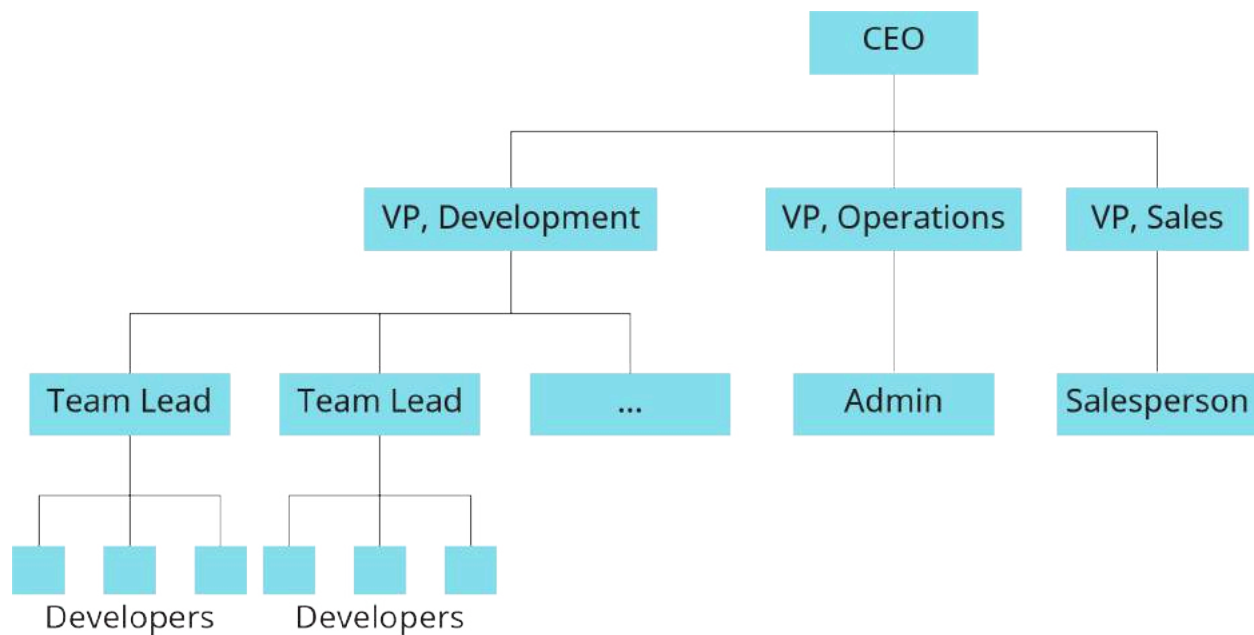 CEO
VP, Development
VP, Operations
VP, Sales
Team Lead
Team Lead
...
Admin
Salesperson
Developers
Developers